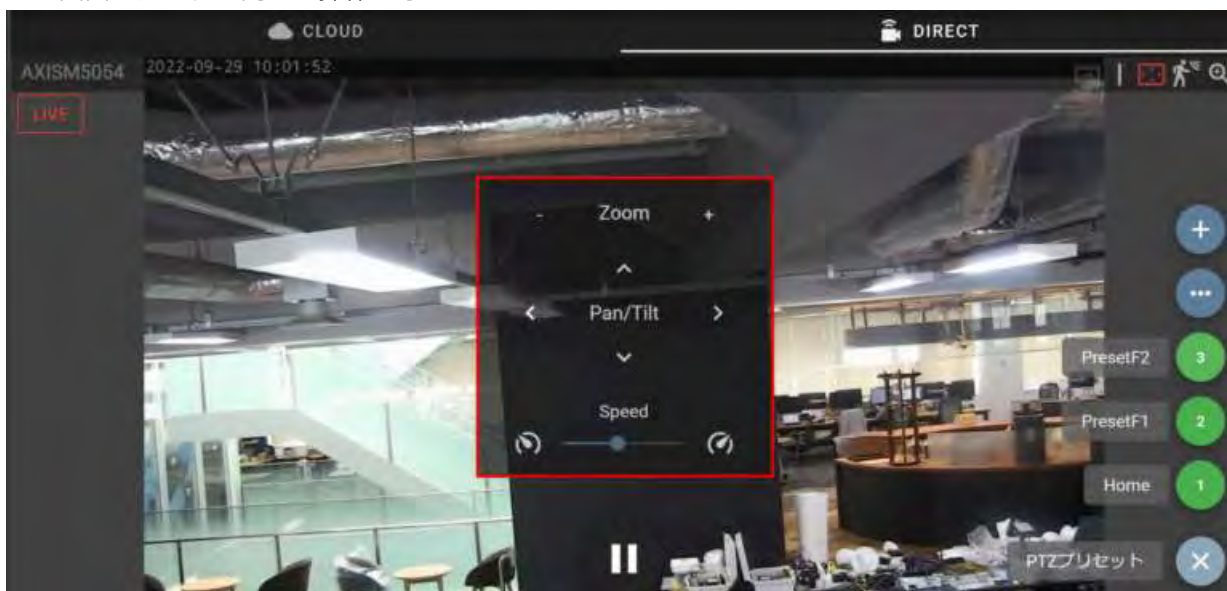 CLOUD
DIRECT
AXISM5054
2022-09-29 10:01:52
LIVE
- Zoom +
Pan/Tilt
Speed
PresetF2 3
PresetF1 2
Home 1
PTZプリセット